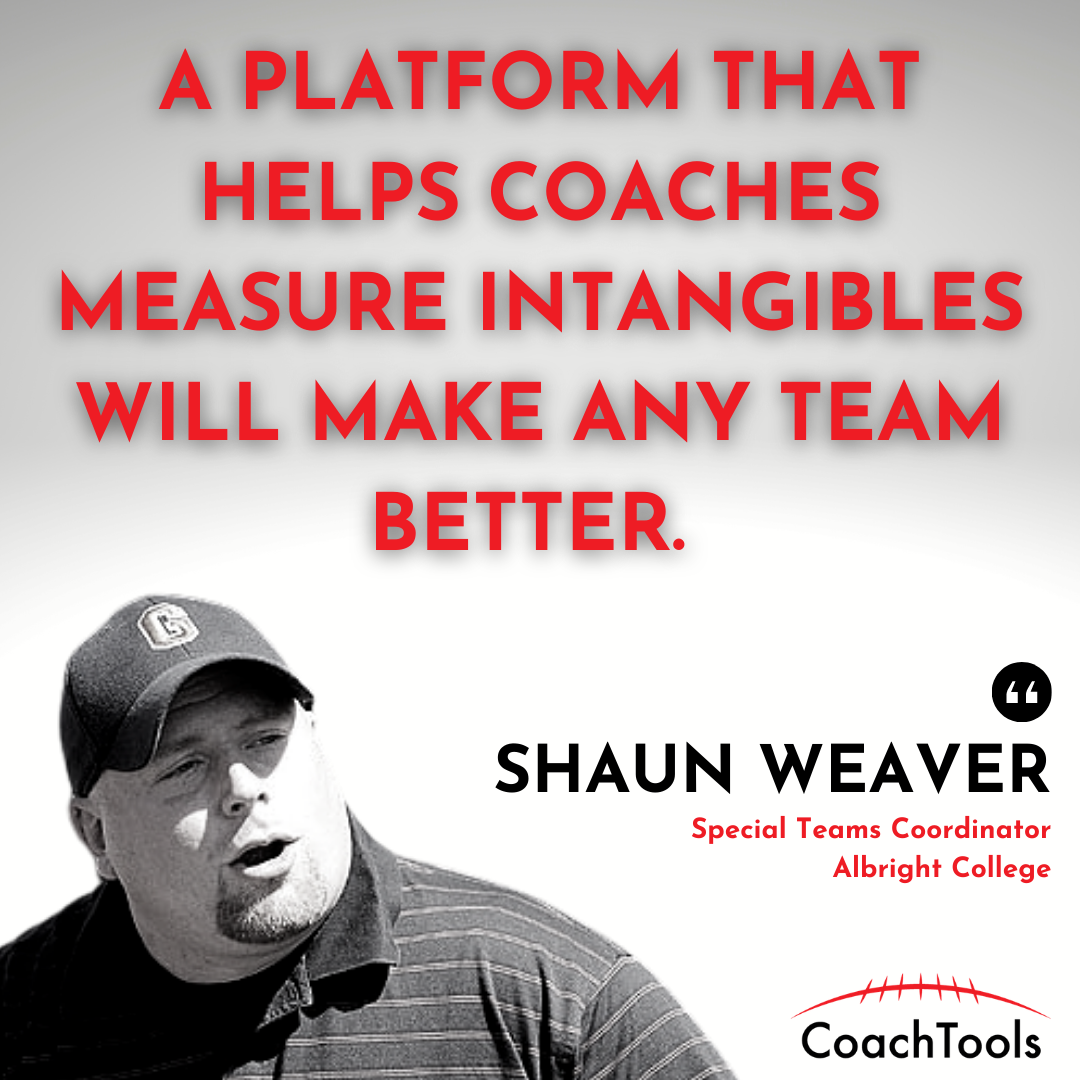 A PLATFORM THAT
HELPS COACHES
MEASURE INTANGIBLES
WILL MAKE ANY TEAM
BETTER.
G
“
SHAUN WEAVER
Special Teams Coordinator
Albright College
CoachTools